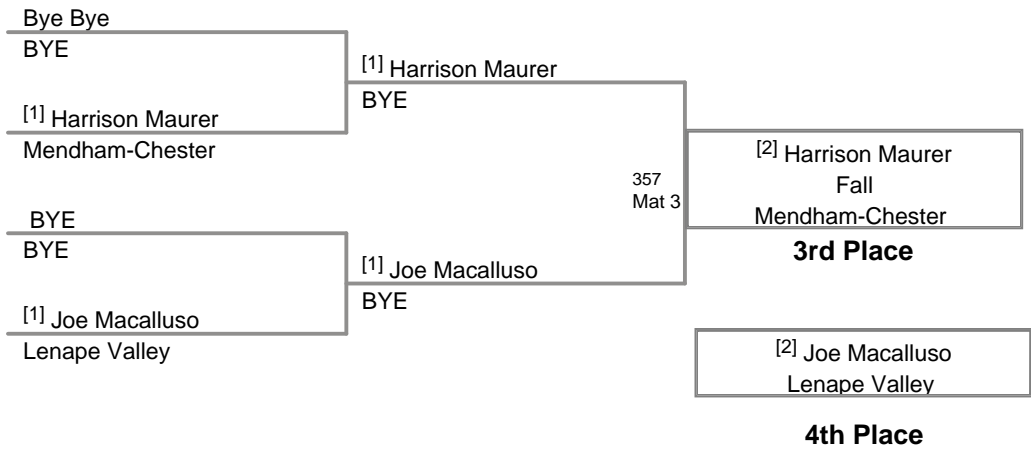 Bye Bye
BYE
[1] Harrison Maurer
BYE
[1] Harrison Maurer
Mendham-Chester
[2] Harrison Maurer
Fall
Mendham-Chester
3rd Place
357
Mat 3
BYE
BYE
[1] Joe Macalluso
BYE
[1] Joe Macalluso
Lenape Valley
[2] Joe Macalluso
Lenape Valley
4th Place